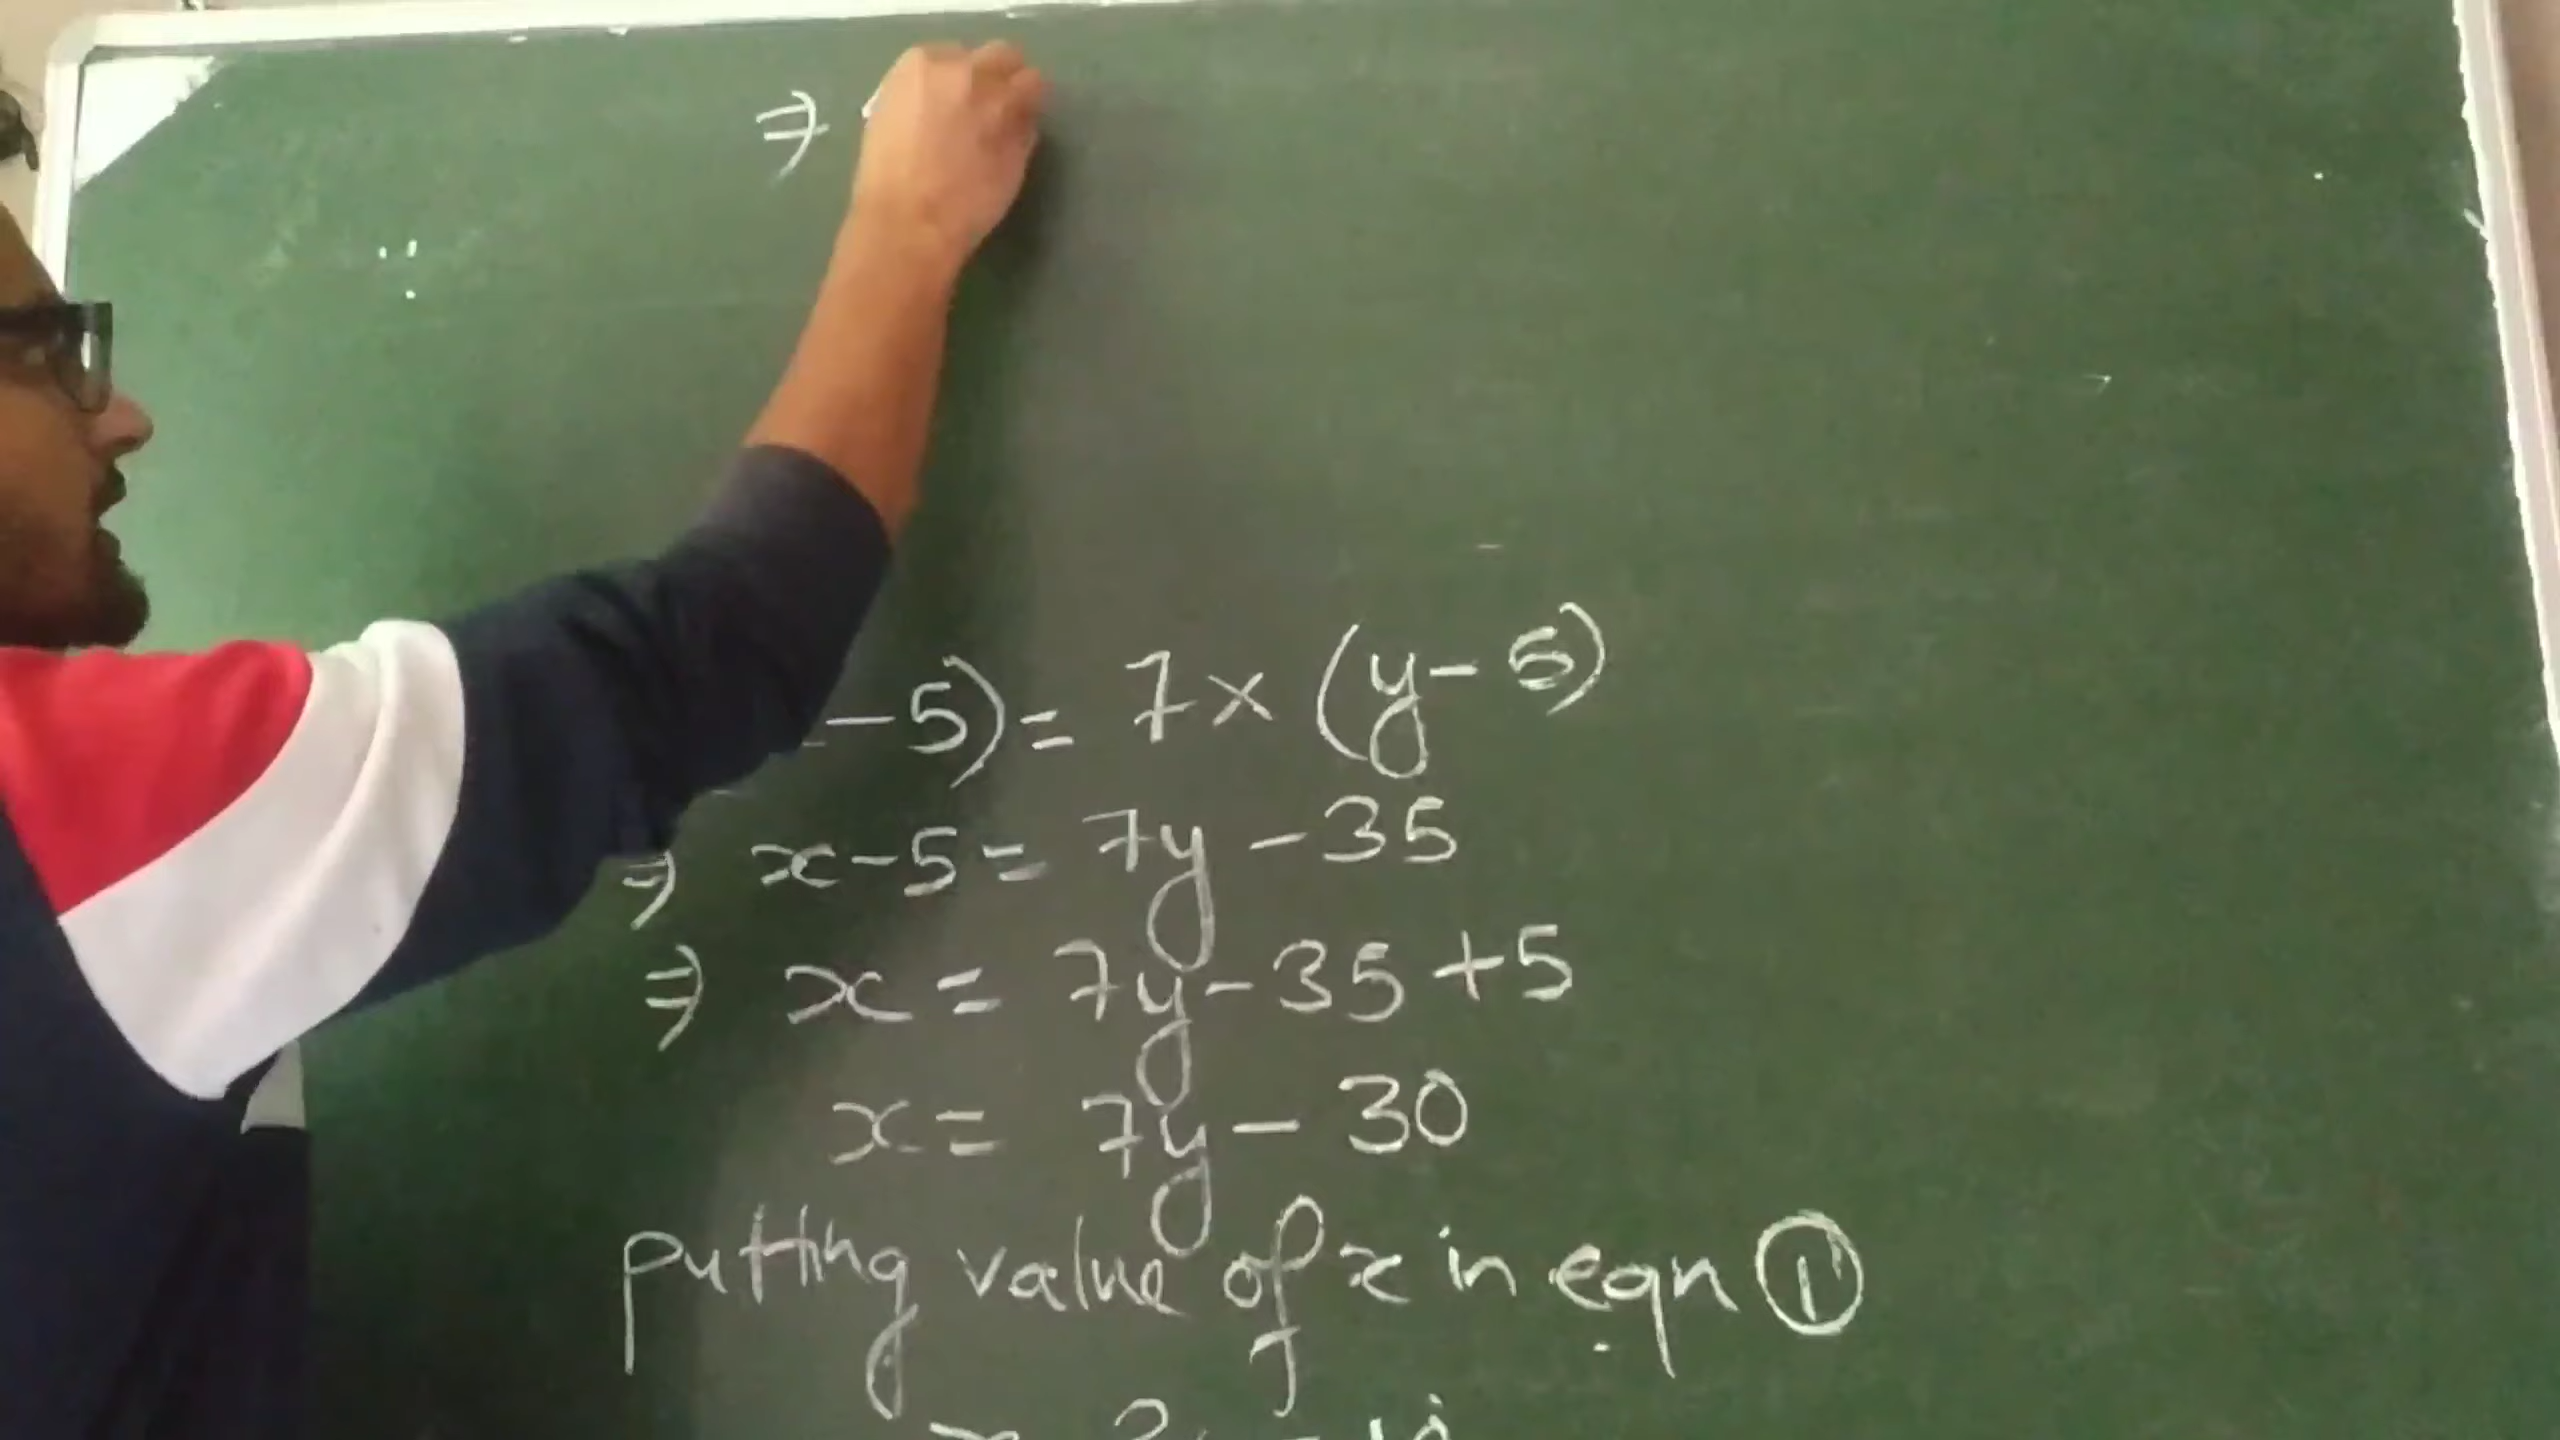 ⇒
-5) = 7 × (y - 5)
⇒ x - 5 = 7y - 35
⇒ x = 7y - 35 + 5
x = 7y - 30
putting value of x in eqn ①